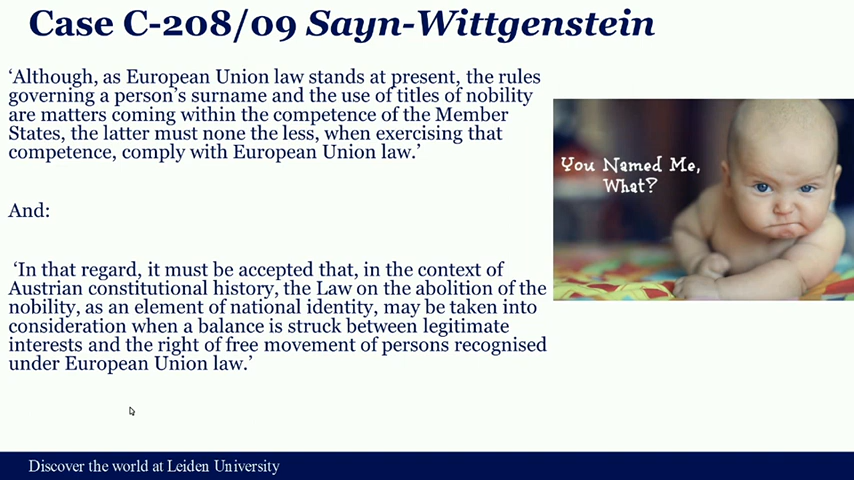 Case C-208/09 Sayn-Wittgenstein
‘Although, as European Union law stands at present, the rules
governing a person’s surname and the use of titles of nobility
are matters coming within the competence of the Member
States, the latter must none the less, when exercising that
competence, comply with European Union law.’
And:
‘In that regard, it must be accepted that, in the context of
Austrian constitutional history, the Law on the abolition of the
nobility, as an element of national identity, may be taken into
consideration when a balance is struck between legitimate
interests and the right of free movement of persons recognised
under European Union law.’
You Named Me,
What?
Discover the world at Leiden University